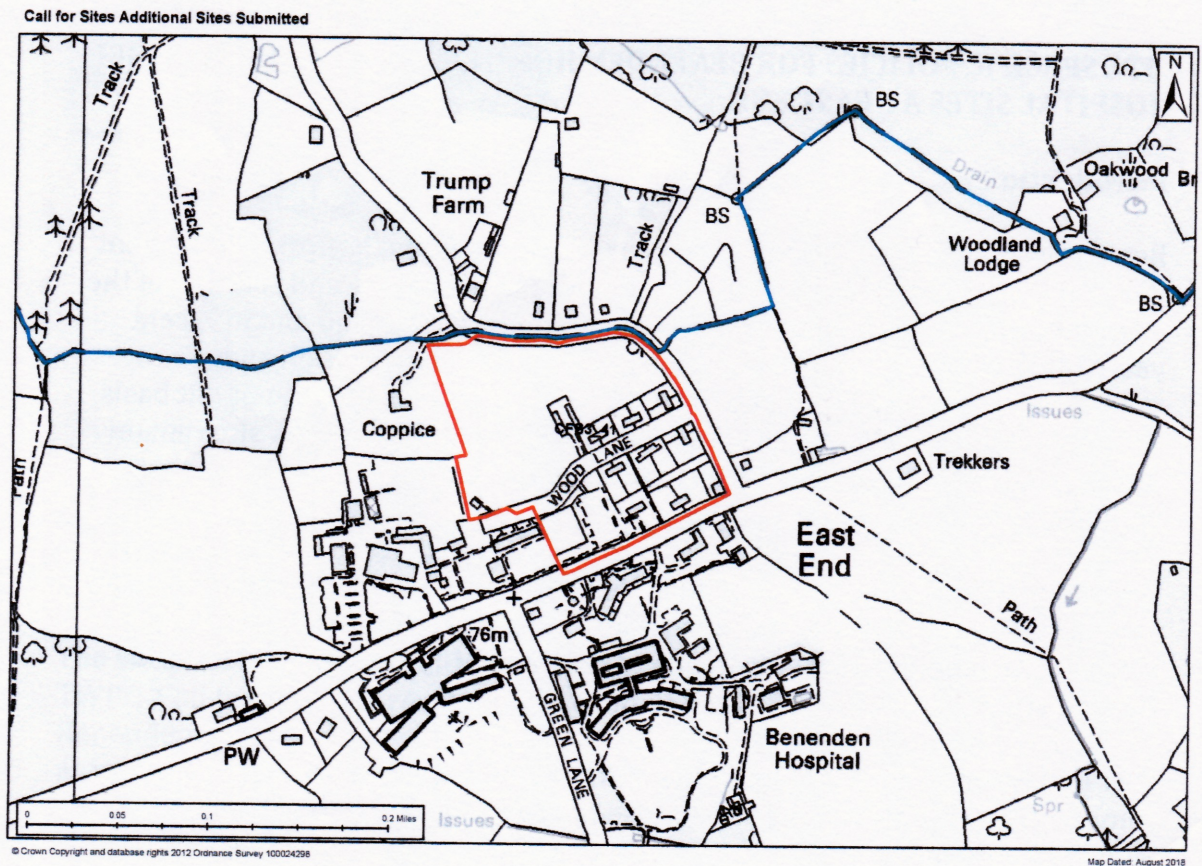 Call for Sites Additional Sites Submitted
N
Track
Track
Trump
Farm
Track
BS
BS
Drain
Oakwood
Br
Woodland
Lodge
BS
Coppice
WOOD LANE
Issues
Trekkers
East
End
Path
Path
76m
GREEN LANE
PW
Benenden
Hospital
Spr
Issues
0 0.05 0.1 0.2 Miles
© Crown Copyright and database rights 2012 Ordnance Survey 100024298
Map Dated: August 2018